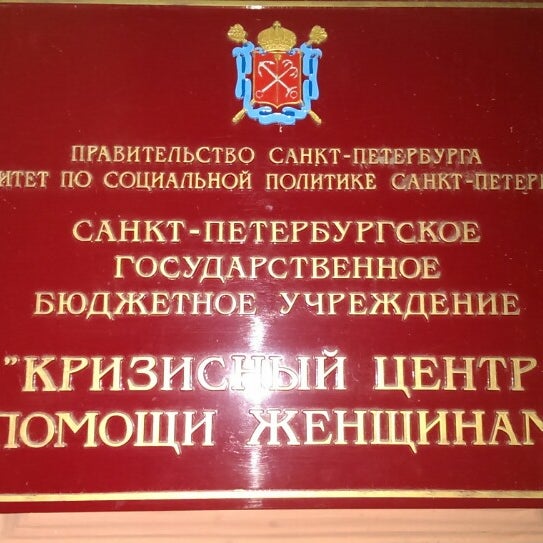 ПРАВИТЕЛЬСТВО САНКТ-ПЕТЕРБУРГА
ИТЕТ ПО СОЦИАЛЬНОЙ ПОЛИТИКЕ САНКТ-ПЕТЕР
САНКТ-ПЕТЕРБУРГСКОЕ
ГОСУДАРСТВЕННОЕ
БЮДЖЕТНОЕ УЧРЕЖДЕНИЕ
"КРИЗИСНЫЙ ЦЕНТР
ПОМОЩИ ЖЕНЩИНАМ